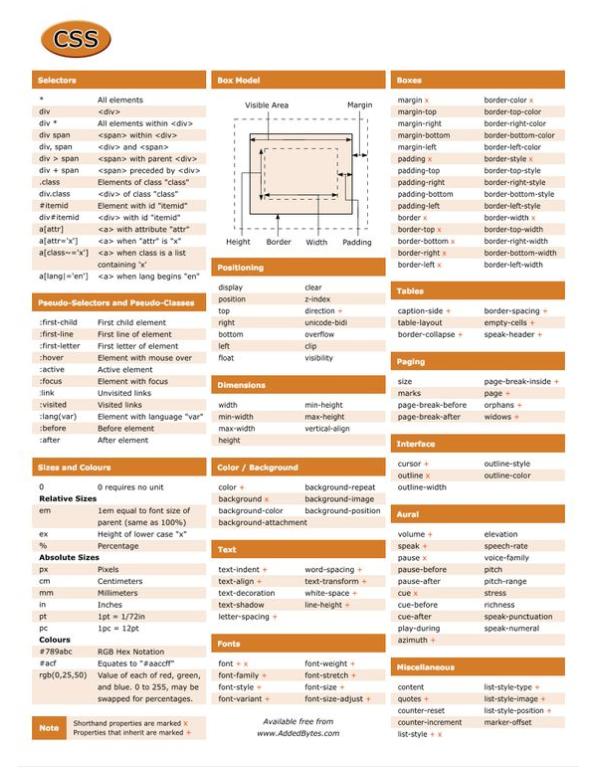 CSS
Selectors
* All elements
div <div>
div * All elements within <div>
div span <span> within <div>
div, span <div> and <span>
div > span <span> with parent <div>
div + span <span> preceded by <div>
.class Elements of class "class"
div.class <div> of class "class"
#itemid Element with id "itemid"
div#itemid <div> with id "itemid"
a[attr] <a> with attribute "attr"
a[attr='x'] <a> when "attr" is "x"
a[class~='x'] <a> when class is a list
containing 'x'
a[lang|='en'] <a> when lang begins "en"
Pseudo-Selectors and Pseudo-Classes
:first-child First child element
:first-line First line of element
:first-letter First letter of element
:hover Element with mouse over
:active Active element
:focus Element with focus
:link Unvisited links
:visited Visited links
:lang(var) Element with language "var"
:before Before element
:after After element
Sizes and Colours
0 0 requires no unit
Relative Sizes
em 1em equal to font size of
parent (same as 100%)
ex Height of lower case "x"
% Percentage
Absolute Sizes
px Pixels
cm Centimeters
mm Millimeters
in Inches
pt 1pt = 1/72in
pc 1pc = 12pt
Colours
#789abc RGB Hex Notation
#acf Equates to "#aaccff"
rgb(0,25,50) Value of each of red, green,
and blue. 0 to 255, may be
swapped for percentages.
Note
Shorthand properties are marked x
Properties that inherit are marked +
Box Model
Visible Area Margin
Height Border Width Padding
Positioning
display clear
position z-index
top direction +
right unicode-bidi
bottom overflow
left clip
float visibility
Dimensions
width min-height
min-width max-height
max-width vertical-align
height
Color / Background
color + background-repeat
background x background-image
background-color background-position
background-attachment
Text
text-indent + word-spacing +
text-align + text-transform +
text-decoration white-space +
text-shadow line-height +
letter-spacing +
Fonts
font + x font-weight +
font-family + font-stretch +
font-style + font-size +
font-variant + font-size-adjust +
Available free from
www.AddedBytes.com
Boxes
margin x border-color x
margin-top border-top-color
margin-right border-right-color
margin-bottom border-bottom-color
margin-left border-left-color
padding x border-style x
padding-top border-top-style
padding-right border-right-style
padding-bottom border-bottom-style
padding-left border-left-style
border x border-width x
border-top x border-top-width
border-bottom x border-right-width
border-right x border-bottom-width
border-left x border-left-width
Tables
caption-side + border-spacing +
table-layout empty-cells +
border-collapse + speak-header +
Paging
size page-break-inside +
marks page +
page-break-before orphans +
page-break-after widows +
Interface
cursor + outline-style
outline x outline-color
outline-width
Aural
volume + elevation
speak + speech-rate
pause x voice-family
pause-before pitch
pause-after pitch-range
cue x stress
cue-before richness
cue-after speak-punctuation
play-during speak-numeral
azimuth +
Miscellaneous
content list-style-type +
quotes + list-style-image +
counter-reset list-style-position +
counter-increment marker-offset
list-style + x